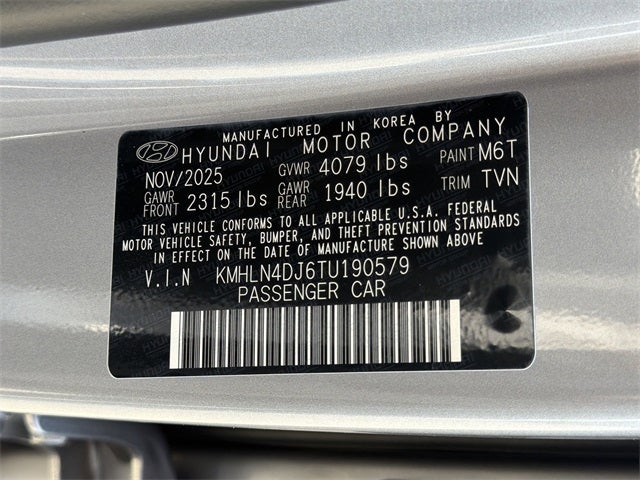 MANUFACTURED IN KOREA BY
HYUNDAI MOTOR COMPANY
NOV/2025 GVWR 4079 lbs PAINT M6T
GAWR FRONT 2315 lbs GAWR REAR 1940 lbs TRIM TVN
THIS VEHICLE CONFORMS TO ALL APPLICABLE U.S.A. FEDERAL
MOTOR VEHICLE SAFETY, BUMPER, AND THEFT PREVENTION STANDARDS
IN EFFECT ON THE DATE OF MANUFACTURE SHOWN ABOVE.
V.I.N KMHLN4DJ6TU190579
PASSENGER CAR